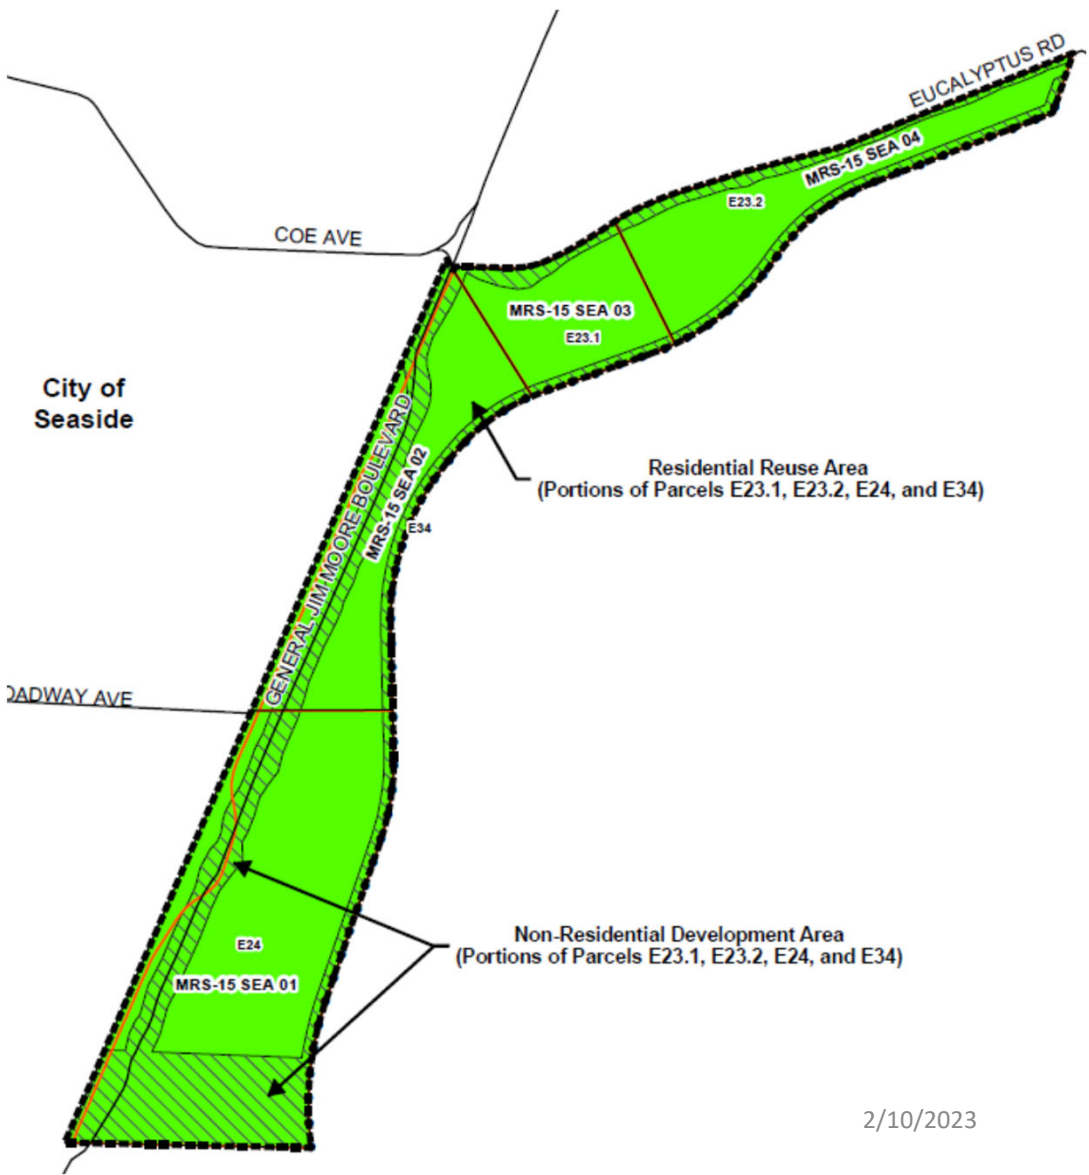 EUCALYPTUS RD
MRS-15 SEA 04
E23.2
COE AVE
MRS-15 SEA 03
E23.1
City of
Seaside
GENERAL JIM MOORE BOULEVARD
MRS-15 SEA 02
Residential Reuse Area
(Portions of Parcels E23.1, E23.2, E24, and E34)
E34
OADWAY AVE
Non-Residential Development Area
(Portions of Parcels E23.1, E23.2, E24, and E34)
E24
MRS-15 SEA 01
2/10/2023